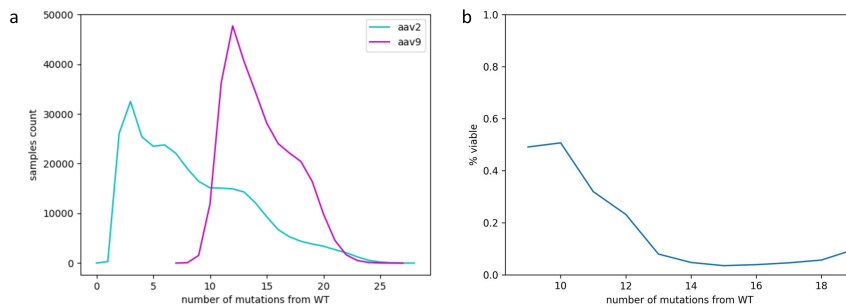 a
50000
40000
30000
20000
10000
0
samples count
0 5 10 15 20 25
number of mutations from WT
aav2
aav9
b
1.0
0.8
0.6
0.4
0.2
0.0
% viable
10 12 14 16 18
number of mutations from WT